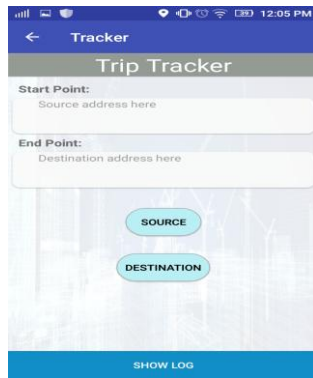 12:05 PM
Tracker
Trip Tracker
Start Point:
Source address here
End Point:
Destination address here
SOURCE
DESTINATION
SHOW LOG